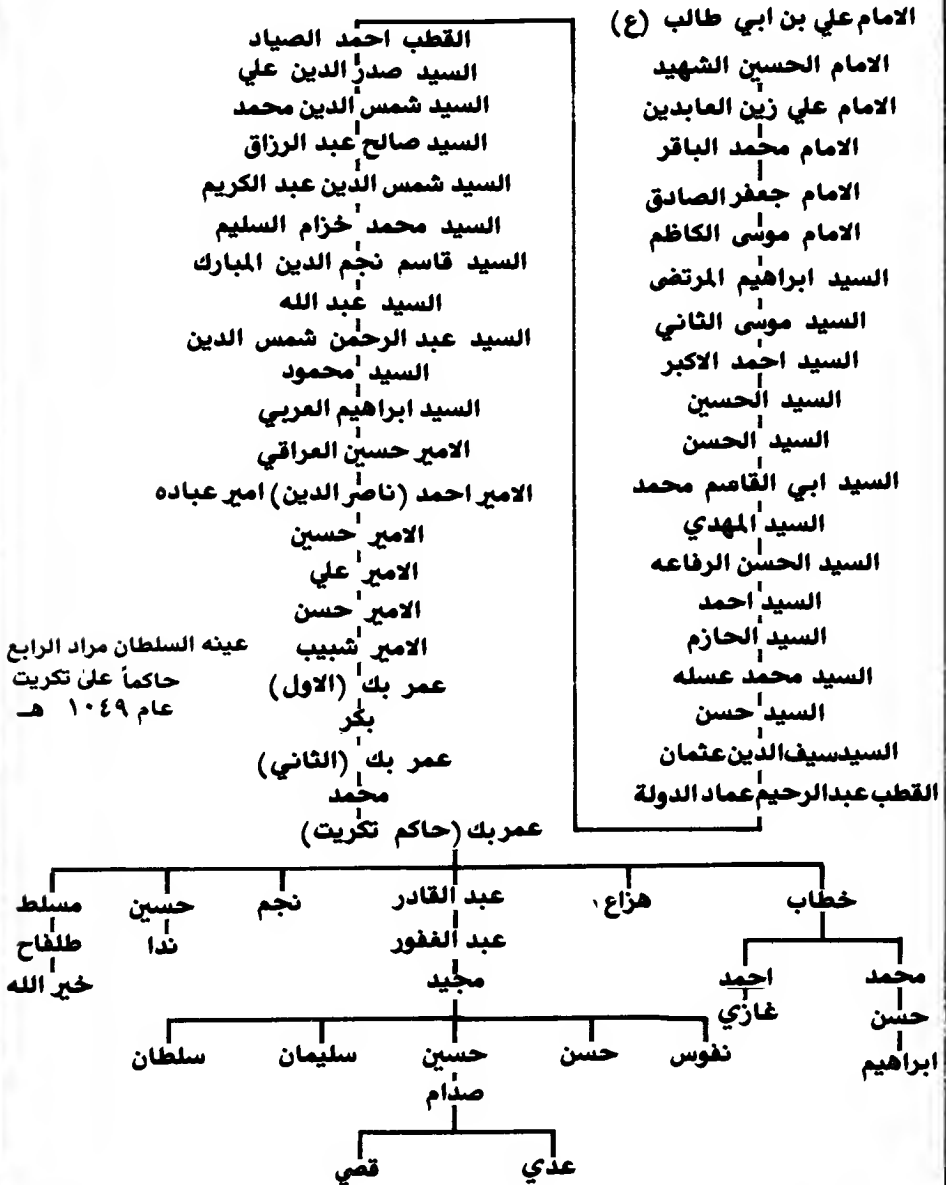 الامام علي بن ابي طالب (ع)
الامام الحسين الشهيد
الامام علي زين العابدين
الامام محمد الباقر
الامام جعفر الصادق
الامام موسى الكاظم
السيد ابراهيم المرتضى
السيد موسى الثاني
السيد احمد الاكبر
السيد الحسين
السيد الحسن
السيد ابي القاسم محمد
السيد المهدي
السيد الحسن الرفاعه
السيد احمد
السيد الحازم
السيد محمد عسله
السيد حسن
السيد سيف الدين عثمان
القطب عبد الرحيم عماد الدولة
القطب احمد الصياد
السيد صدر الدين علي
السيد شمس الدين محمد
السيد صالح عبد الرزاق
السيد شمس الدين عبد الكريم
السيد محمد خزام السليم
السيد قاسم نجم الدين المبارك
السيد عبد الله
السيد عبد الرحمن شمس الدين
السيد محمود
السيد ابراهيم العربي
الامير حسين العراقي
الامير احمد (ناصر الدين) امير عباده
الامير حسين
الامير علي
الامير حسن
الامير شبيب
عمر بك (الاول)
عينه السلطان مراد الرابع
حاكماً على تكريت
عام ١٠٤٩ هـ
بكر
عمر بك (الثاني)
محمد
عمر بك (حاكم تكريت)
خطاب هزاع عبد القادر نجم حسين مسلط
عبد الغفور ندا طلفاح
محمد احمد مجيد خير الله
حسن غازي
نفوس حسن حسين سليمان سلطان
ابراهيم
صدام
عدي قصي